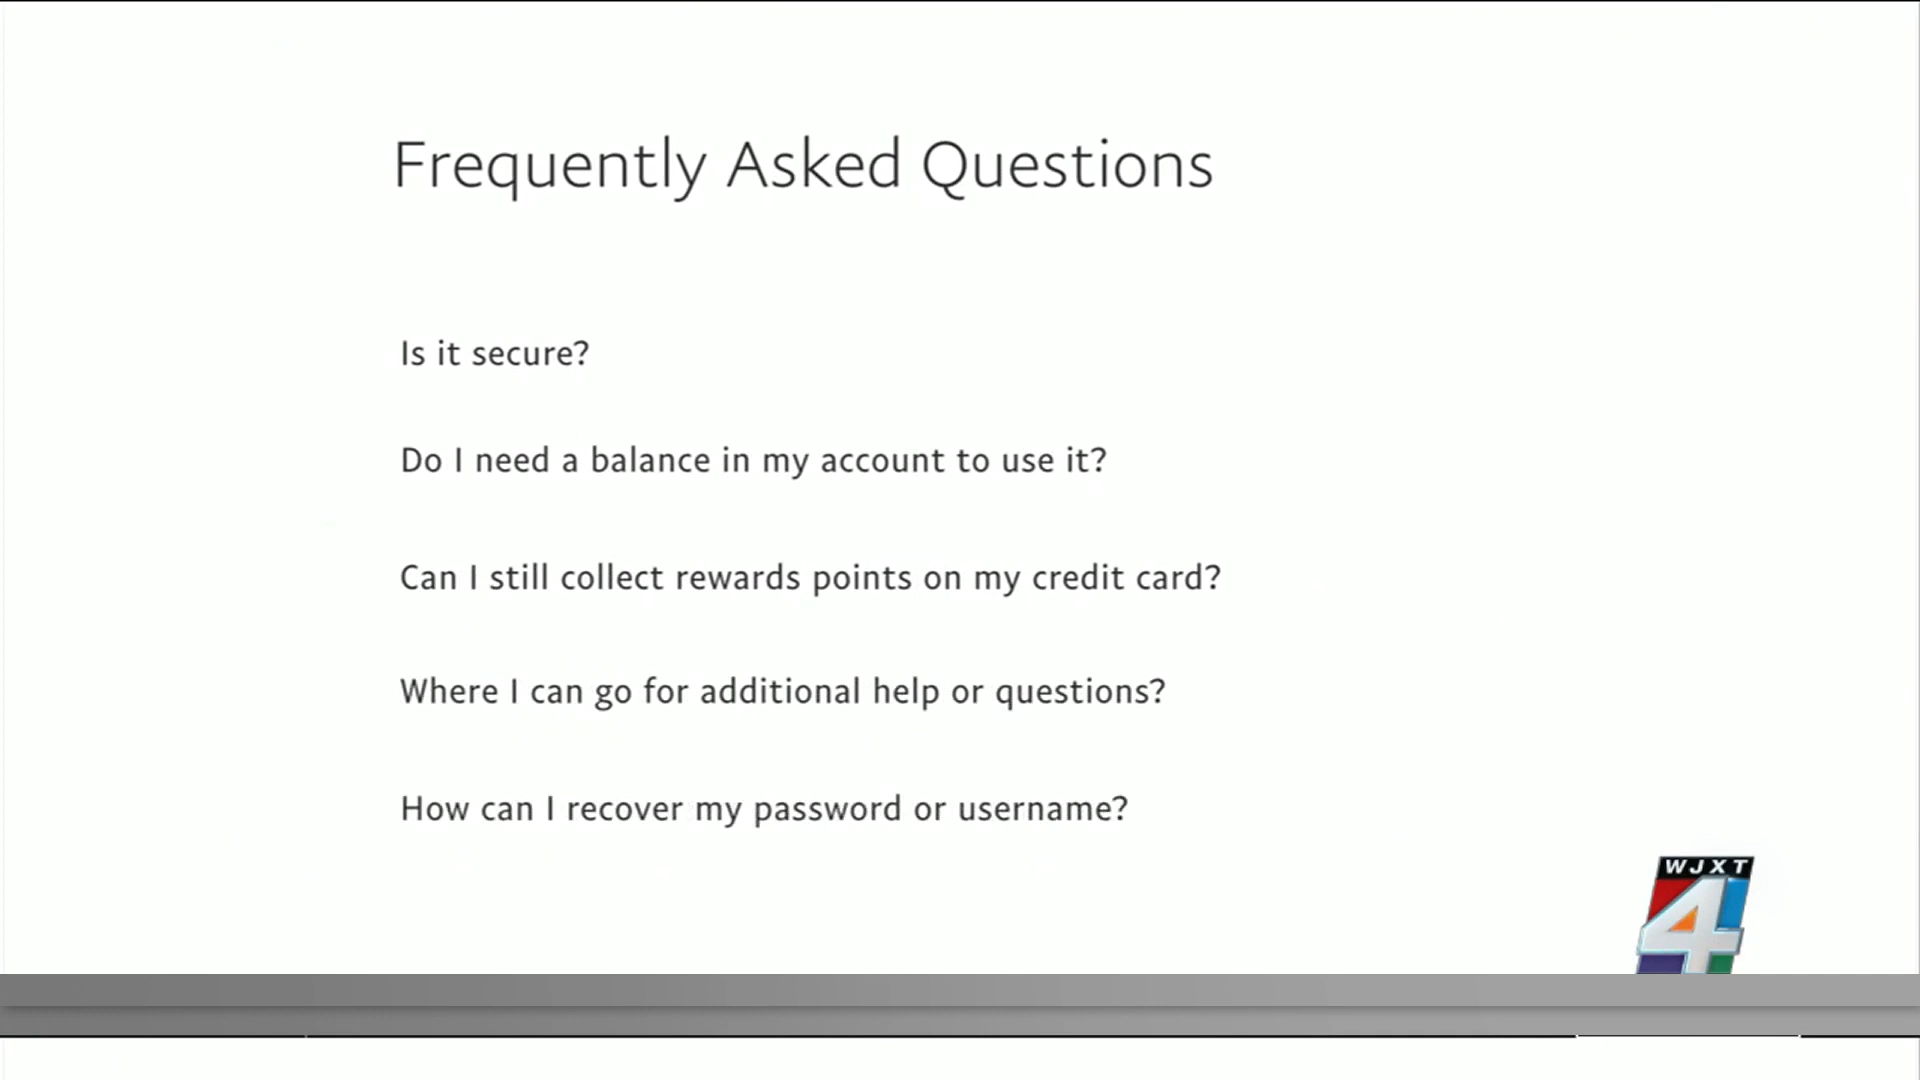 Frequently Asked Questions
Is it secure?
Do I need a balance in my account to use it?
Can I still collect rewards points on my credit card?
Where I can go for additional help or questions?
How can I recover my password or username?
WJXT
4